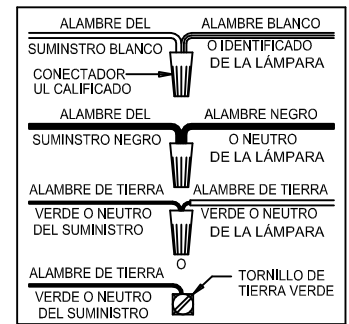 ALAMBRE DEL ALAMBRE BLANCO
SUMINSTRO BLANCO O IDENTIFICADO
DE LA LÁMPARA
CONECTADOR
UL CALIFICADO
ALAMBRE DEL ALAMBRE NEGRO
SUMINSTRO NEGRO O NEUTRO
DE LA LÁMPARA
ALAMBRE DE TIERRA ALAMBRE DE TIERRA
VERDE O NEUTRO VERDE O NEUTRO
DEL SUMINISTRO DE LA LÁMPARA
O
ALAMBRE DE TIERRA TORNILLO DE
TIERRA VERDE
VERDE O NEUTRO
DEL SUMINISTRO